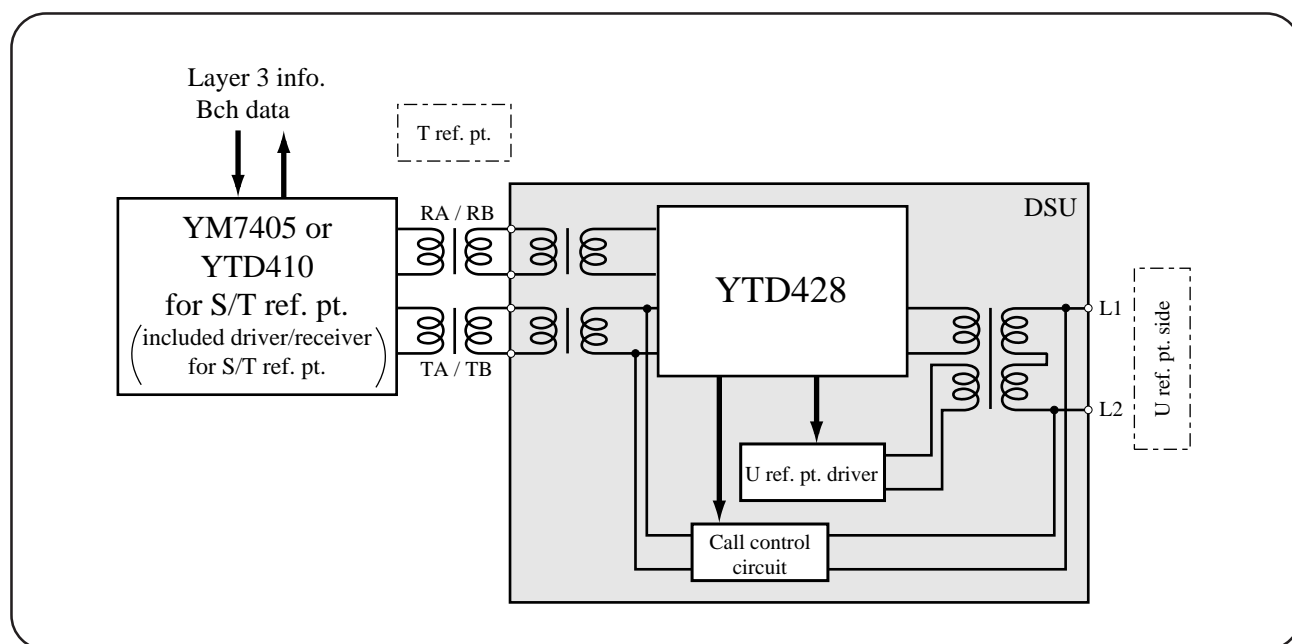 Layer 3 info.
Bch data
T ref. pt.
RA / RB
DSU
YM7405 or
YTD410
for S/T ref. pt.
(included driver/receiver
for S/T ref. pt.)
YTD428
TA / TB
L1
L2
U ref. pt. side
U ref. pt. driver
Call control
circuit